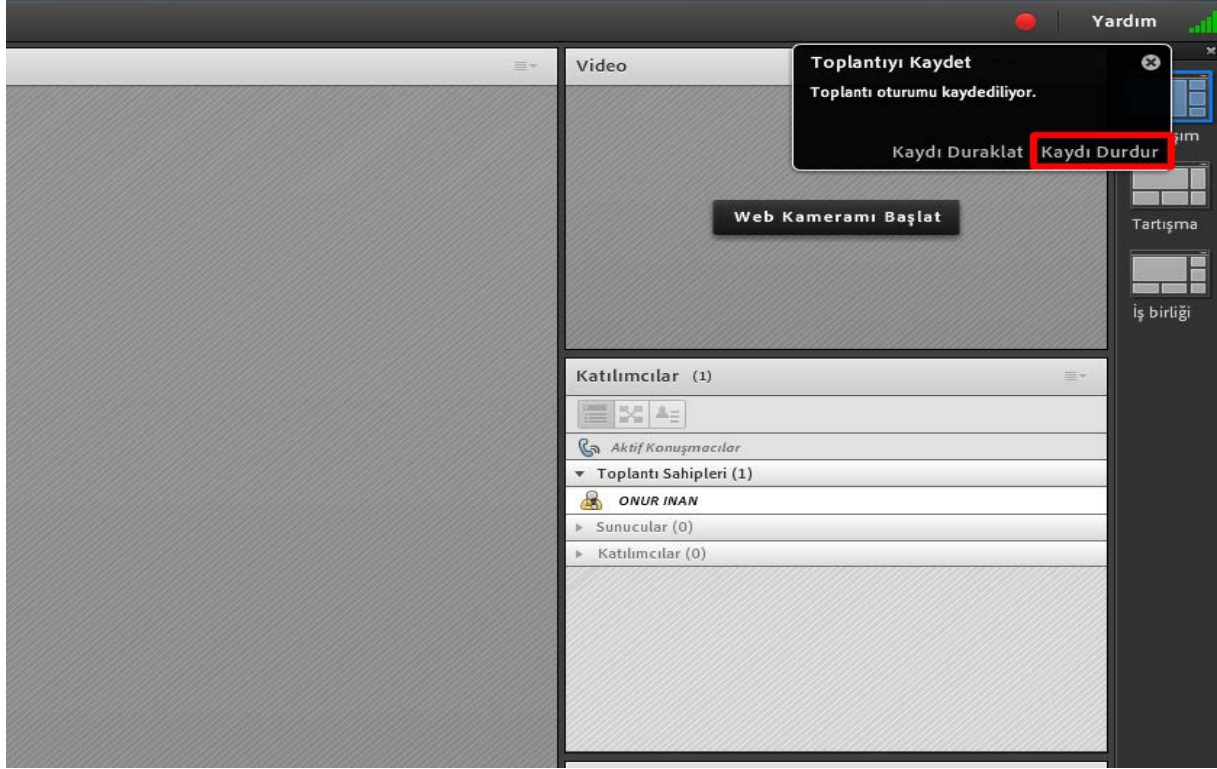 Yardım
Video
Toplantıyı Kaydet
Toplantı oturumu kaydediliyor.
Kaydı Duraklat Kaydı Durdur
Web Kameramı Başlat
Tartışma
İş birliği
Katılımcılar (1)
Aktif Konuşmacılar
Toplantı Sahipleri (1)
ONUR INAN
Sunucular (0)
Katılımcılar (0)